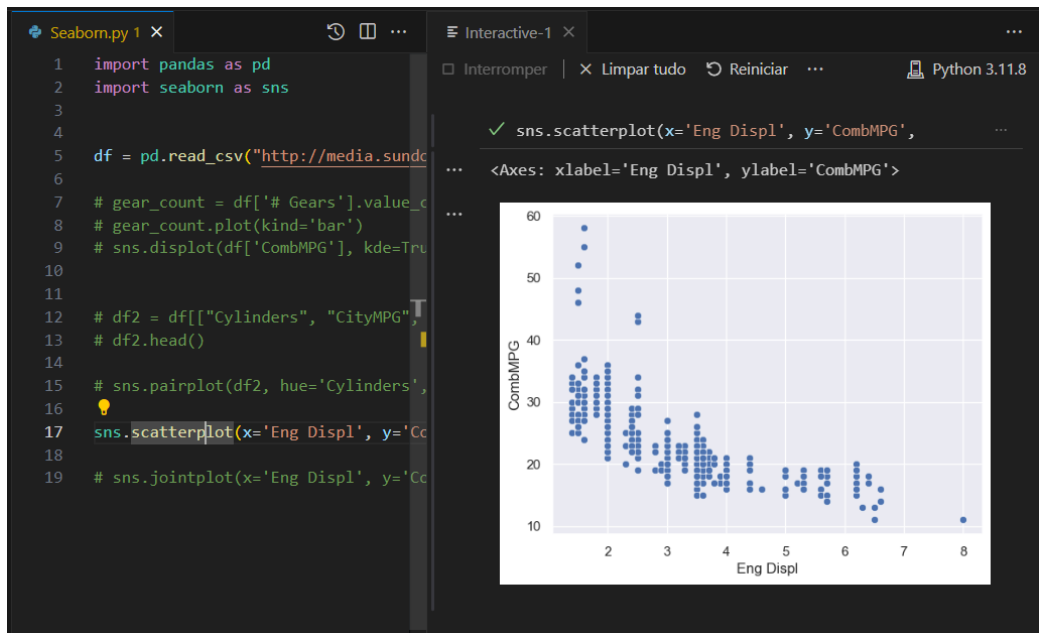 Seaborn.py 1
1 import pandas as pd
2 import seaborn as sns
3
4
5 df = pd.read_csv("http://media.sundc
6
7 # gear_count = df['# Gears'].value_c
8 # gear_count.plot(kind='bar')
9 # sns.displot(df['CombMPG'], kde=Tru
10
11
12 # df2 = df[["Cylinders", "CityMPG",
13 # df2.head()
14
15 # sns.pairplot(df2, hue='Cylinders',
16
17 sns.scatterplot(x='Eng Displ', y='Co
18
19 # sns.jointplot(x='Eng Displ', y='Co
Interactive-1
Interromper | Limpar tudo Reiniciar ... Python 3.11.8
sns.scatterplot(x='Eng Displ', y='CombMPG',
<Axes: xlabel='Eng Displ', ylabel='CombMPG'>
60
50
40
30
20
10
CombMPG
2 3 4 5 6 7 8
Eng Displ